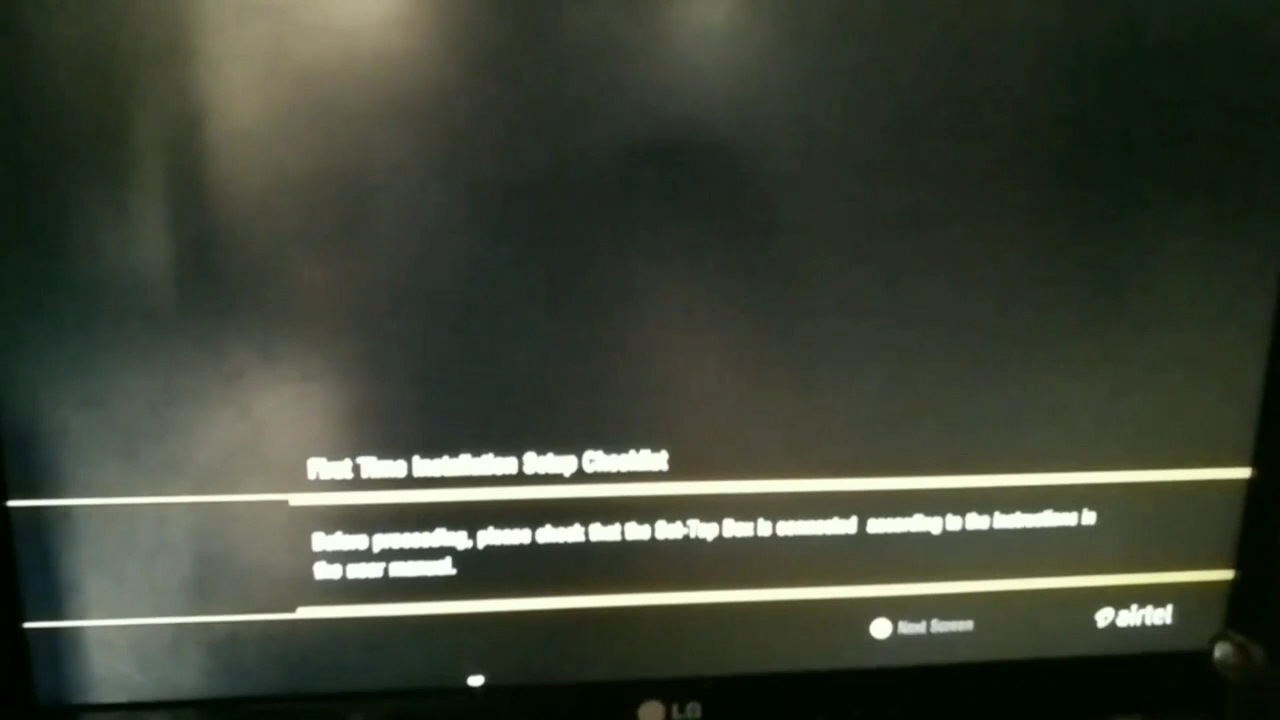 First Time Installation Setup Checklist
Before proceeding, please check that the Set-Top Box is connected according to the instructions in
the user manual.
Next Screen
airtel
LG